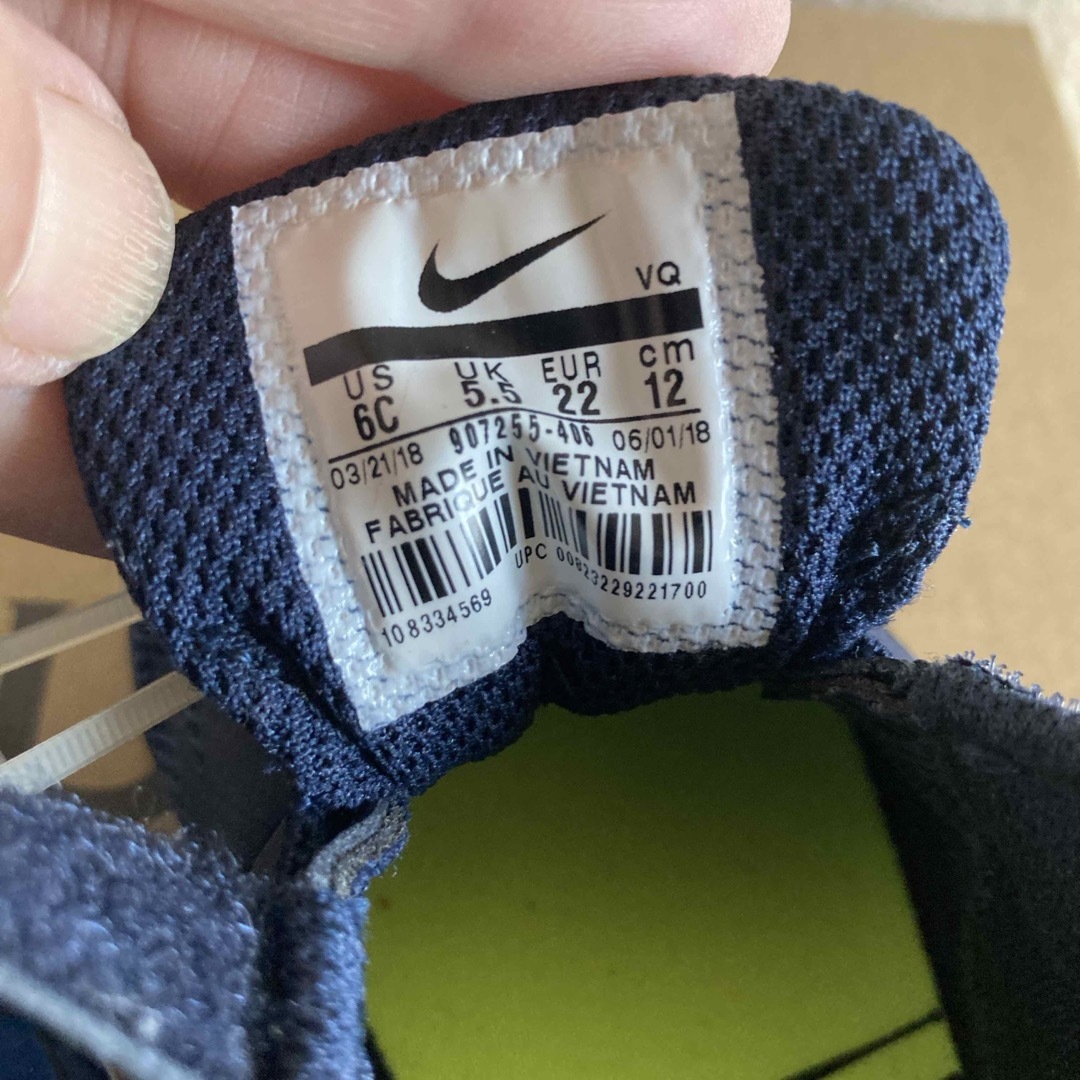 VQ
US UK EUR cm
6C 5.5 22 12
03/21/18 907255-406 06/01/18
MADE IN VIETNAM
FABRIQUE AU VIETNAM
UPC 00823229221700
108334569